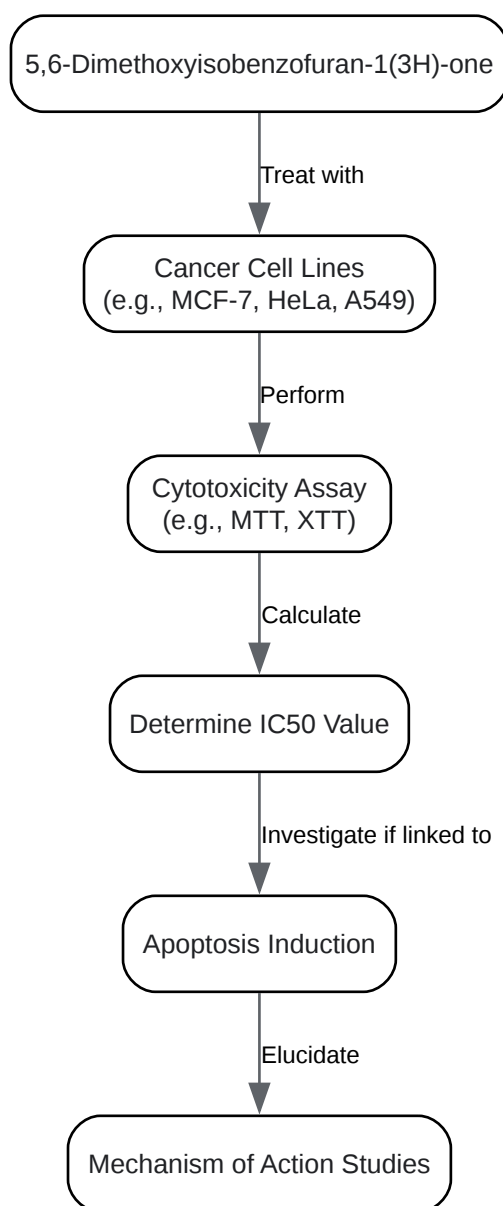 5,6-Dimethoxyisobenzofuran-1(3H)-one
Treat with
Cancer Cell Lines
(e.g., MCF-7, HeLa, A549)
Perform
Cytotoxicity Assay
(e.g., MTT, XTT)
Calculate
Determine IC50 Value
Investigate if linked to
Apoptosis Induction
Elucidate
Mechanism of Action Studies